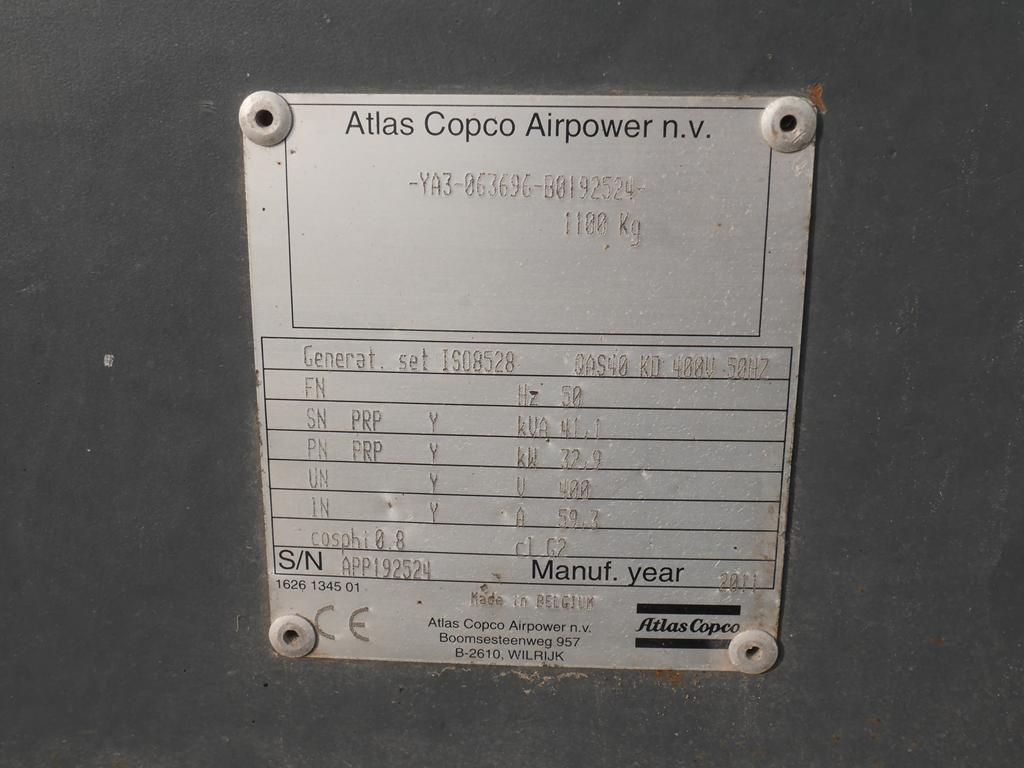 Atlas Copco Airpower n.v.
-YA3-063696-B0192524-
1100 Kg
Generat. set ISO8528 QAS40 KD 400V 50HZ
FN Hz 50
SN PRP Y kVA 41,1
PN PRP Y kW 32,9
UN Y V 400
IN Y A 59,3
cosphi 0.8 cl G2
S/N APP192524 Manuf. year 2011
1626 1345 01
Made in BELGIUM
CE
Atlas Copco Airpower n.v.
Boomsesteenweg 957
B-2610, WILRIJK
Atlas Copco